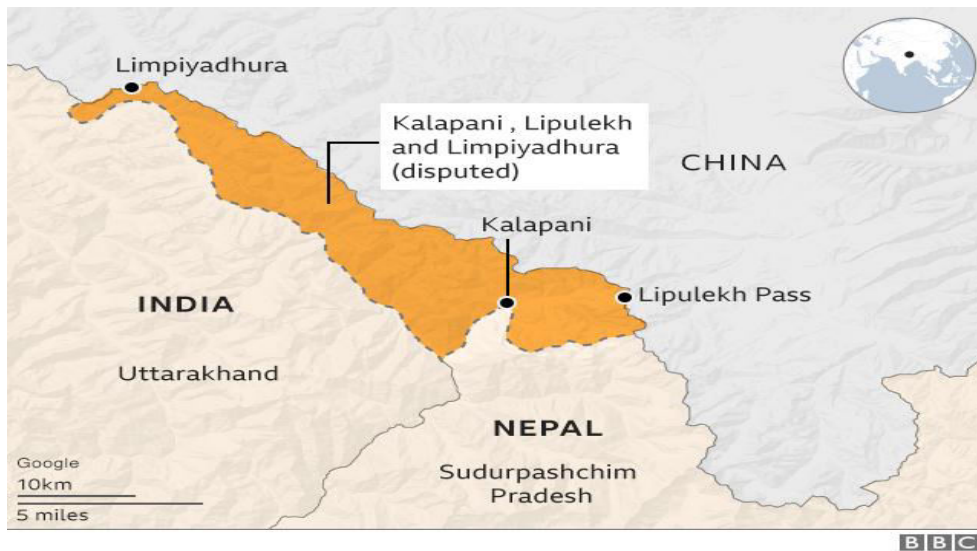 Limpiyadhura
Kalapani , Lipulekh
and Limpiyadhura
(disputed)
CHINA
Kalapani
Lipulekh Pass
INDIA
Uttarakhand
NEPAL
Sudurpashchim
Pradesh
Google
10km
5 miles
BBC